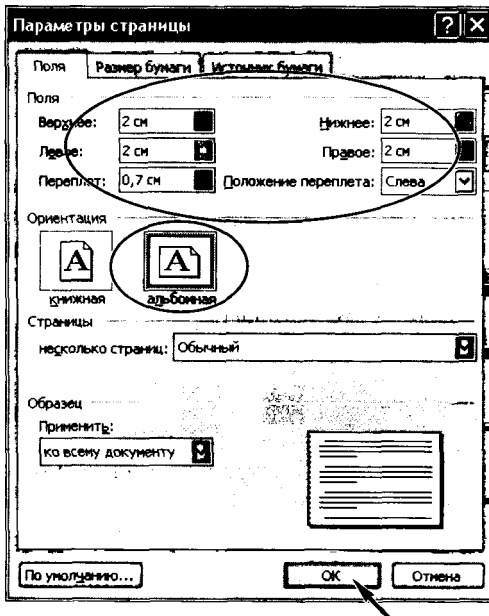 Параметры страницы
Поля Размер бумаги Источник бумаги
Поля
Верхнее: 2 см Нижнее: 2 см
Левое: 2 см Правое: 2 см
Переплет: 0,7 см Положение переплета: Слева
Ориентация
A A
книжная альбомная
Страницы
несколько страниц: Обычный
Образец
Применить:
ко всему документу
По умолчанию... ОК Отмена